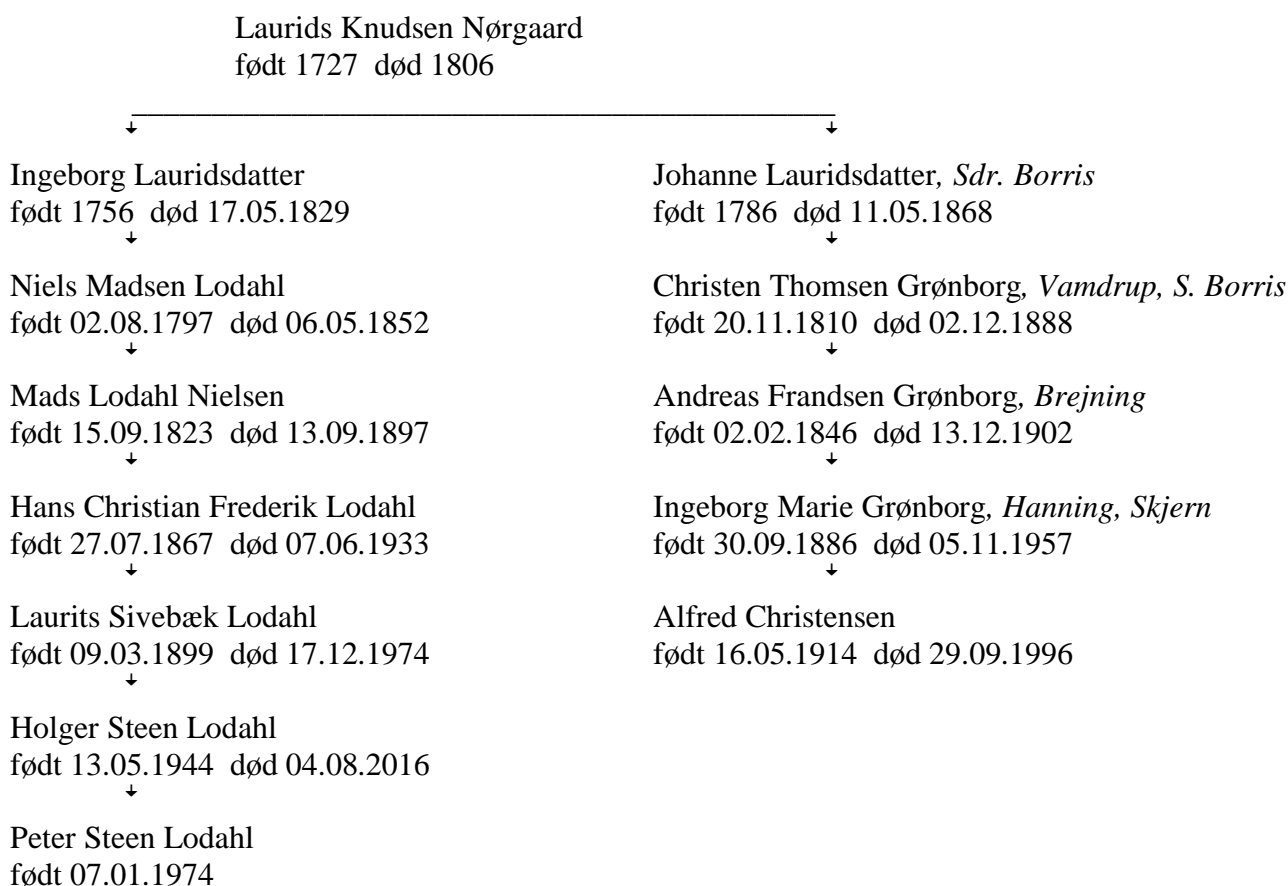 Laurids Knudsen Nørgaard
født 1727 død 1806
Ingeborg Lauridsdatter
født 1756 død 17.05.1829
Niels Madsen Lodahl
født 02.08.1797 død 06.05.1852
Mads Lodahl Nielsen
født 15.09.1823 død 13.09.1897
Hans Christian Frederik Lodahl
født 27.07.1867 død 07.06.1933
Laurits Sivebæk Lodahl
født 09.03.1899 død 17.12.1974
Holger Steen Lodahl
født 13.05.1944 død 04.08.2016
Peter Steen Lodahl
født 07.01.1974
Johanne Lauridsdatter, Sdr. Borris
født 1786 død 11.05.1868
Christen Thomsen Grønborg, Vamdrup, S. Borris
født 20.11.1810 død 02.12.1888
Andreas Frandsen Grønborg, Brejning
født 02.02.1846 død 13.12.1902
Ingeborg Marie Grønborg, Hanning, Skjern
født 30.09.1886 død 05.11.1957
Alfred Christensen
født 16.05.1914 død 29.09.1996